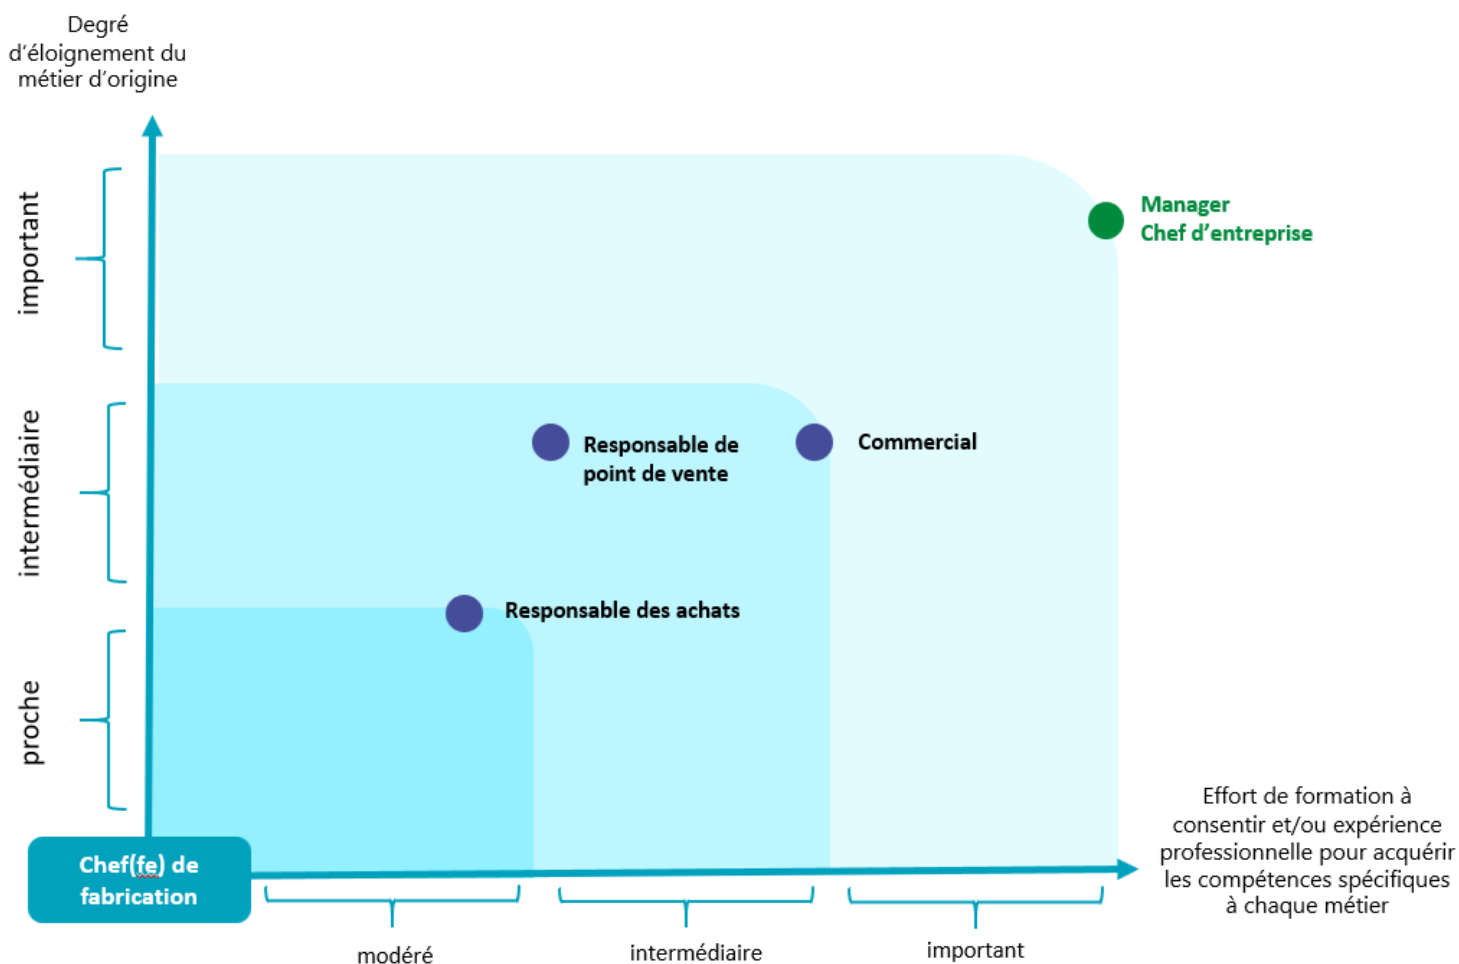 Degré
d’éloignement du
métier d’origine
important
Manager
Chef d’entreprise
intermédiaire
Responsable de
point de vente
Commercial
Responsable des achats
proche
Chef(fe) de
fabrication
Effort de formation à
consentir et/ou expérience
professionnelle pour acquérir
les compétences spécifiques
à chaque métier
modéré
intermédiaire
important